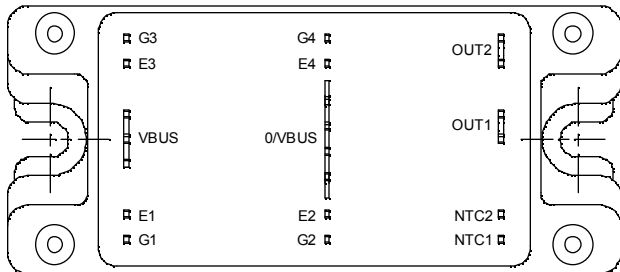 G3 G4
OUT2
E3 E4
VBUS 0/VBUS OUT1
E1 E2 NTC2
G1 G2 NTC1